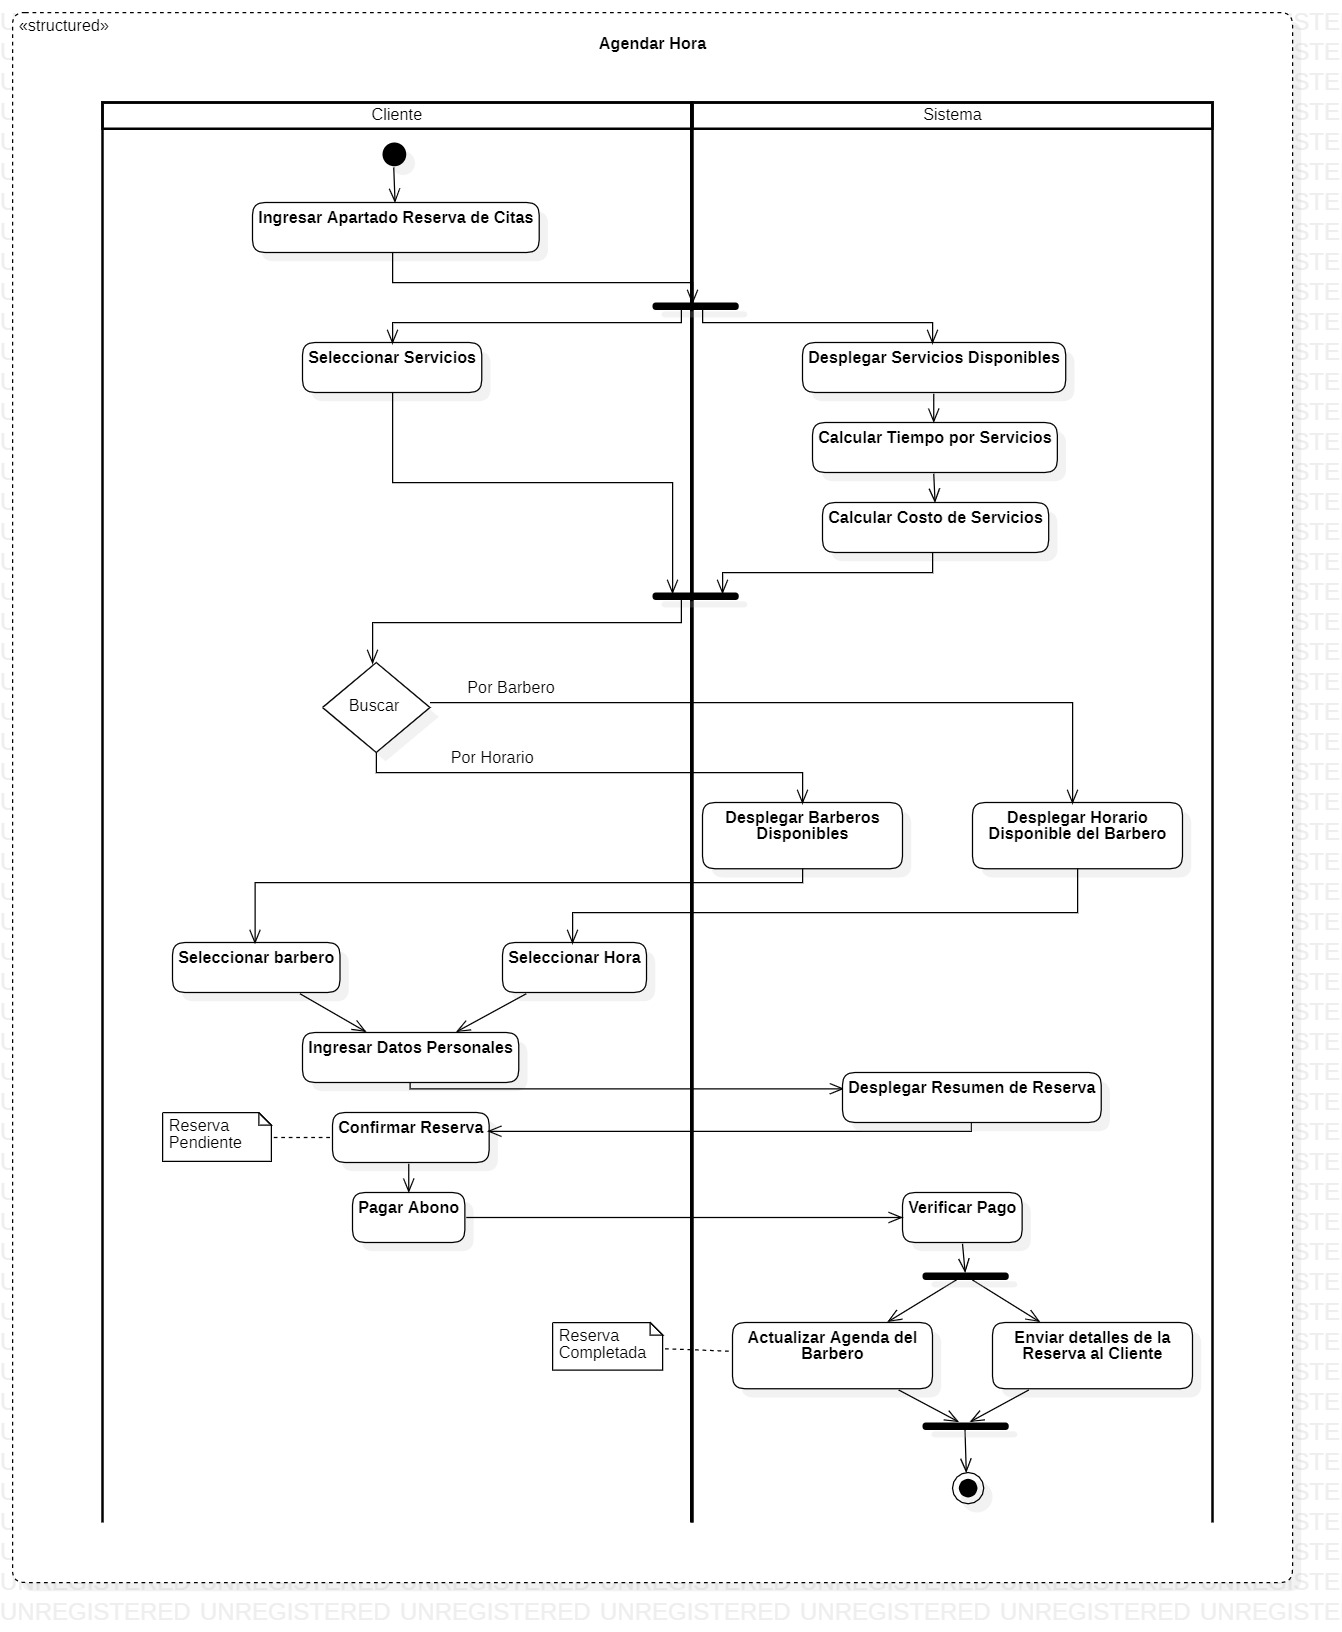 «structured»
Agendar Hora
Cliente
Sistema
Ingresar Apartado Reserva de Citas
Seleccionar Servicios
Desplegar Servicios Disponibles
Calcular Tiempo por Servicios
Calcular Costo de Servicios
Buscar
Por Barbero
Por Horario
Desplegar Barberos
Disponibles
Desplegar Horario
Disponible del Barbero
Seleccionar barbero
Seleccionar Hora
Ingresar Datos Personales
Desplegar Resumen de Reserva
Reserva
Pendiente
Confirmar Reserva
Pagar Abono
Verificar Pago
Reserva
Completada
Actualizar Agenda del
Barbero
Enviar detalles de la
Reserva al Cliente
UNREGISTERED UNREGISTERED UNREGISTERED UNREGISTERED UNREGISTERED UNREGISTERED UNREGISTE